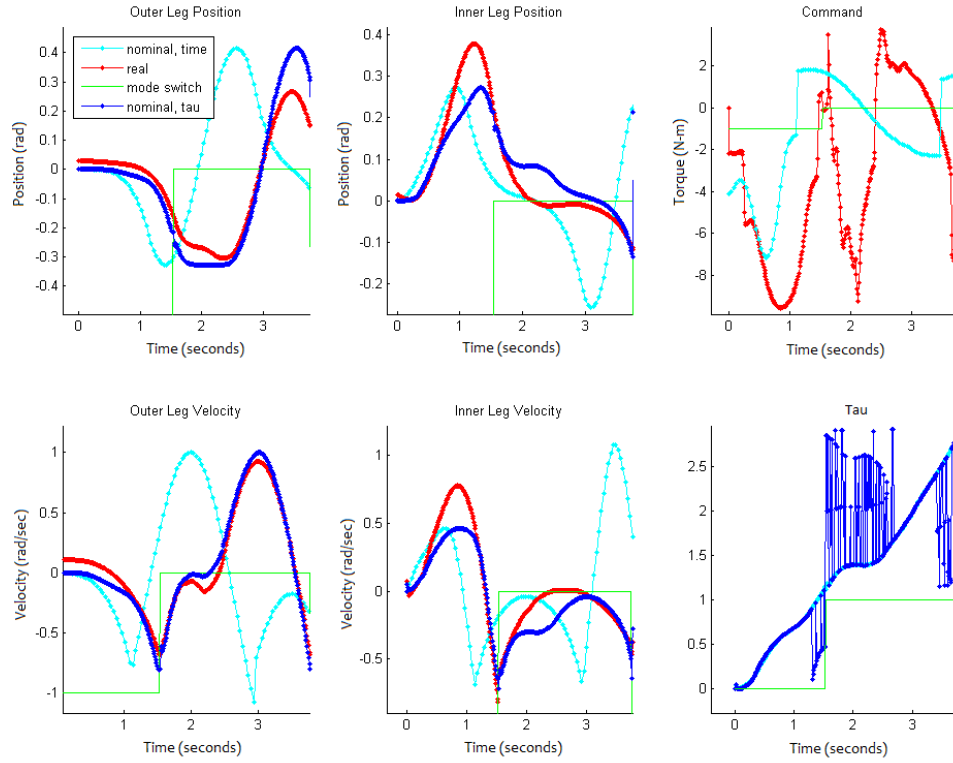 Outer Leg Position
Inner Leg Position
Command
nominal, time
real
mode switch
nominal, tau
Position (rad)
0.4
0.3
0.2
0.1
0
-0.1
-0.2
-0.3
-0.4
0 1 2 3
Time (seconds)
Position (rad)
0.4
0.3
0.2
0.1
0
-0.1
0.2
0 1 2 3
Time (seconds)
Torque (N-m)
2
0
-2
-4
-6
-8
0 1 2 3
Time (seconds)
Outer Leg Velocity
Inner Leg Velocity
Tau
Velocity (rad/sec)
1
0.5
0
-0.5
-1
1 2 3
Time (seconds)
Velocity (rad/sec)
1
0.5
0
-0.5
0 1 2 3
Time (seconds)
2.5
2
1.5
1
0.5
0
0 1 2 3
Time (seconds)